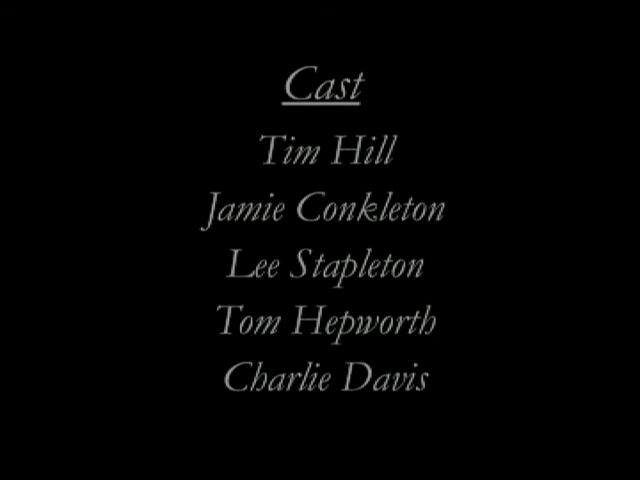 Cast
Tim Hill
Jamie Conkleton
Lee Stapleton
Tom Hepworth
Charlie Davis